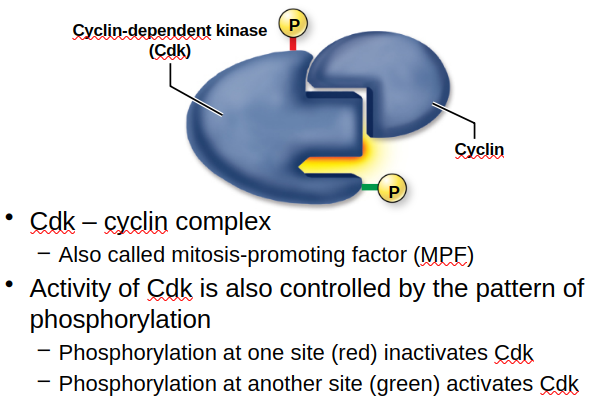 P
Cyclin-dependent kinase
(Cdk)
Cyclin
P
• Cdk – cyclin complex
– Also called mitosis-promoting factor (MPF)
• Activity of Cdk is also controlled by the pattern of
phosphorylation
– Phosphorylation at one site (red) inactivates Cdk
– Phosphorylation at another site (green) activates Cdk